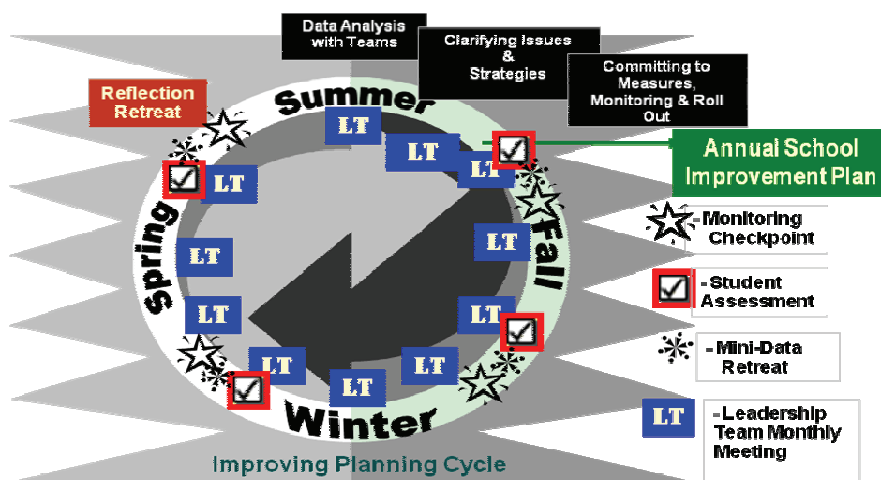 Data Analysis
with Teams
Clarifying Issues
&
Strategies
Committing to
Measures,
Monitoring & Roll
Out
Reflection
Retreat
Summer
Annual School
Improvement Plan
LT
LT
LT
LT
LT
LT
LT
LT
LT
LT
LT
LT
Fall
Winter
Spring
-Monitoring
Checkpoint
-Student
Assessment
-Mini-Data
Retreat
LT
-Leadership
Team Monthly
Meeting
Improving Planning Cycle